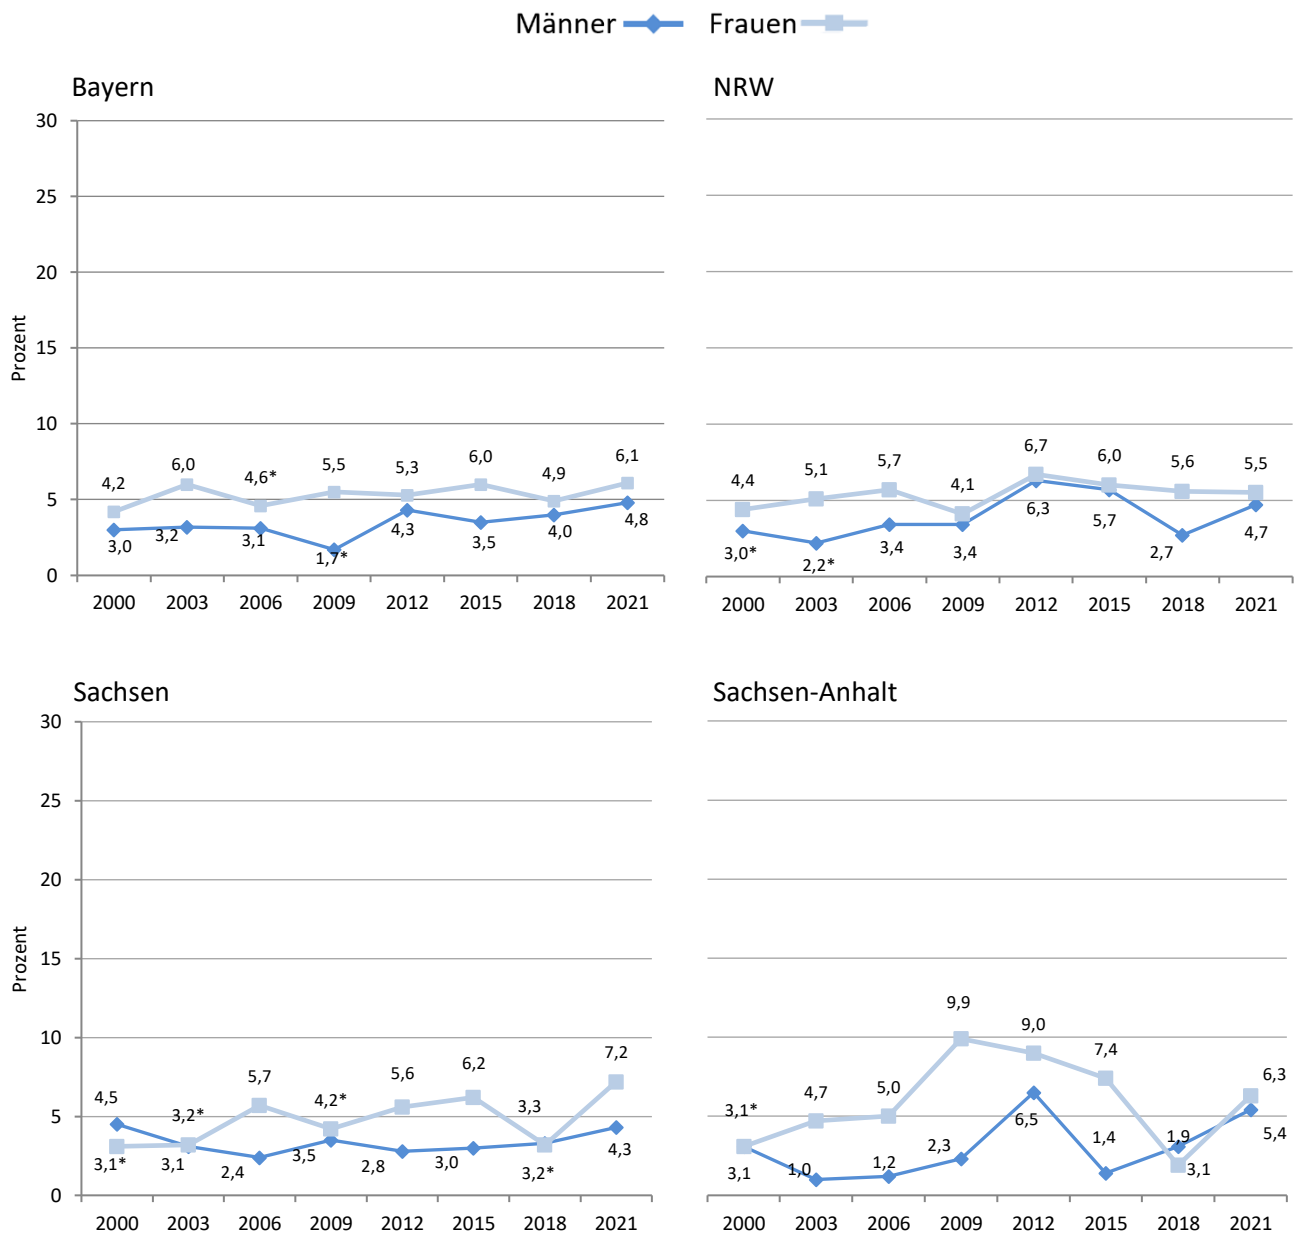 Männer Frauen
Bayern
30
25
20
15
10
5
0
Prozent
4,2 6,0 4,6* 5,5 5,3 6,0 4,9 6,1
3,0 3,2 3,1 1,7* 4,3 3,5 4,0 4,8
2000 2003 2006 2009 2012 2015 2018 2021
NRW
4,4 5,1 5,7 4,1 6,7 6,0 5,6 5,5
3,0* 2,2* 3,4 3,4 6,3 5,7 2,7 4,7
2000 2003 2006 2009 2012 2015 2018 2021
Sachsen
30
25
20
15
10
5
0
Prozent
4,5 3,2* 5,7 4,2* 5,6 6,2 3,3 7,2
3,1* 3,1 2,4 3,5 2,8 3,0 3,2* 4,3
2000 2003 2006 2009 2012 2015 2018 2021
Sachsen-Anhalt
3,1* 4,7 5,0 9,9 9,0 7,4 1,9 6,3
3,1 1,0 1,2 2,3 6,5 1,4 3,1 5,4
2000 2003 2006 2009 2012 2015 2018 2021